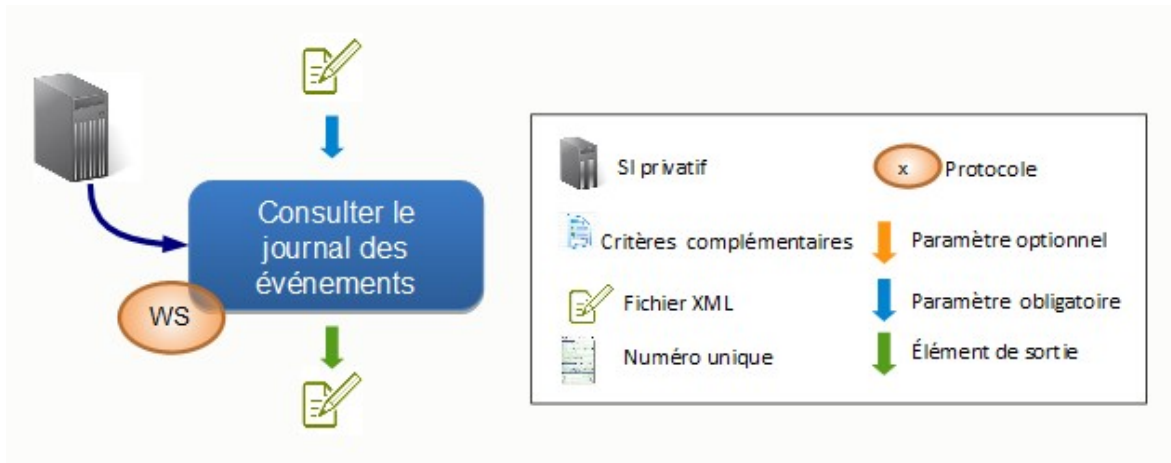 Consulter le
journal des
événements
WS
SI privatif
x Protocole
Critères complémentaires
Paramètre optionnel
Fichier XML
Paramètre obligatoire
Numéro unique
Élément de sortie